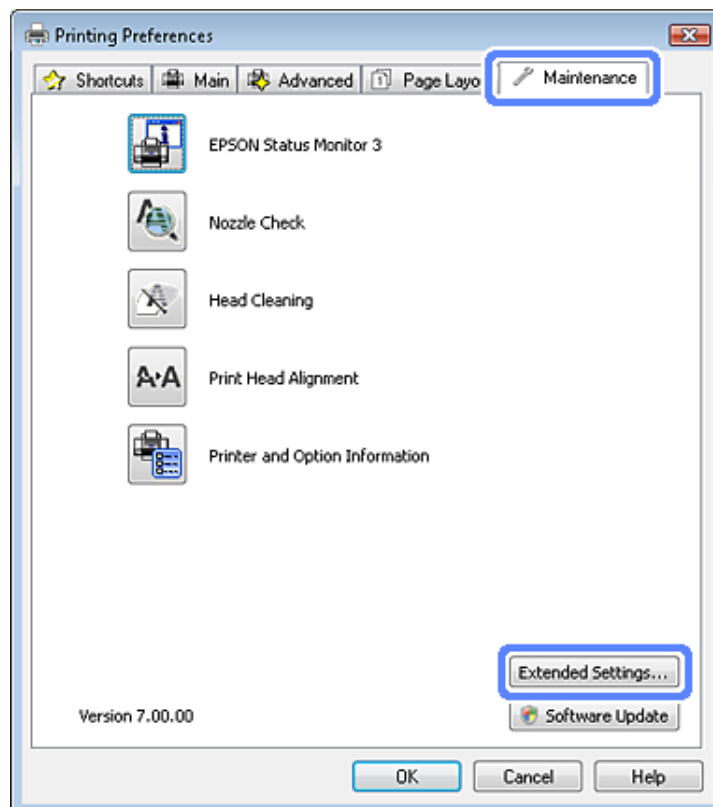 Printing Preferences
Shortcuts Main Advanced Page Layo Maintenance
EPSON Status Monitor 3
Nozzle Check
Head Cleaning
A A Print Head Alignment
Printer and Option Information
Extended Settings...
Version 7.00.00 Software Update
OK Cancel Help